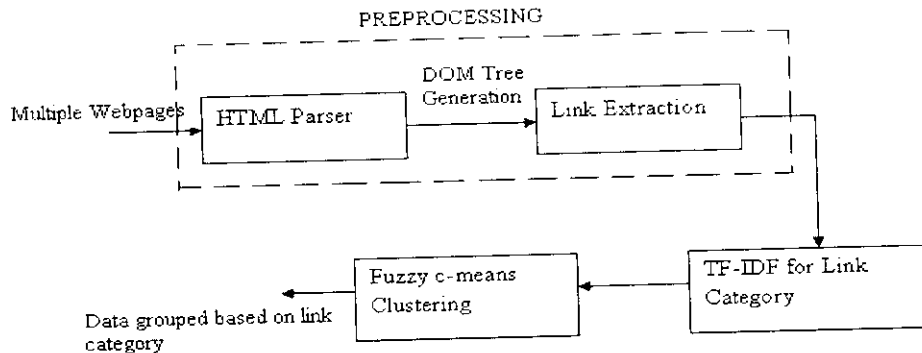 PREPROCESSING
DOM Tree
Generation
Multiple Webpages
HTML Parser
Link Extraction
TF-IDF for Link
Category
Fuzzy c-means
Clustering
Data grouped based on link
category